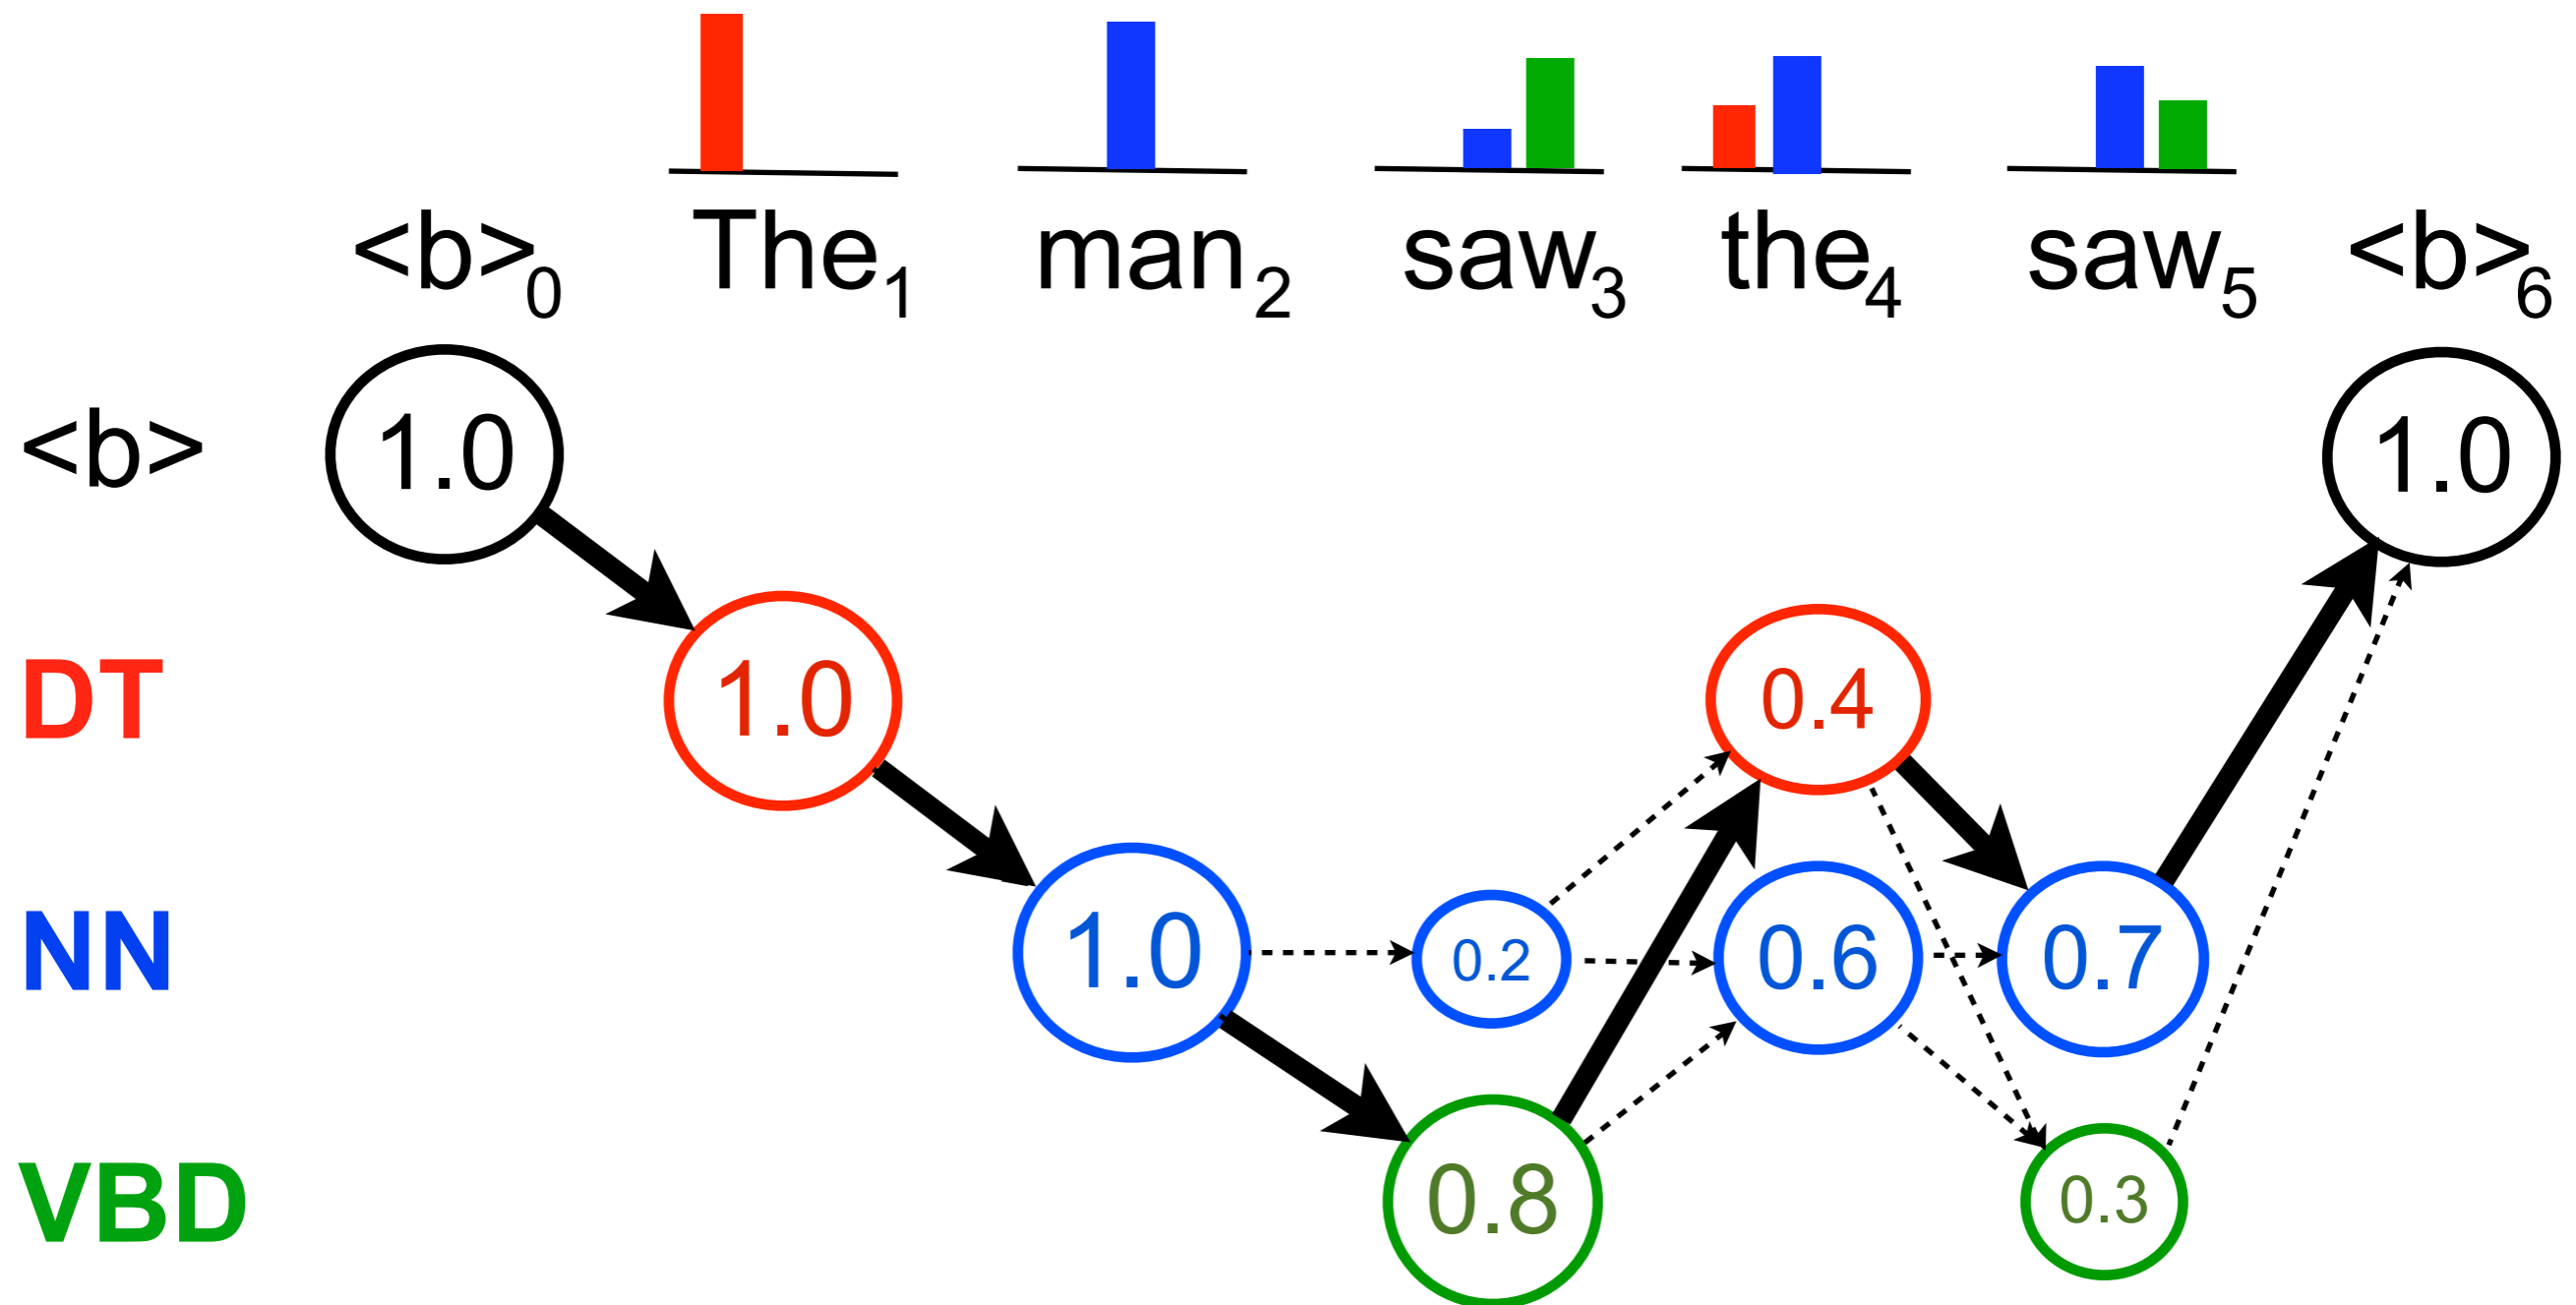 <b>0 The1 man2 saw3 the4 saw5 <b>6
<b> 1.0 1.0
DT 1.0 0.4
NN 1.0 0.2 0.6 0.7
VBD 0.8 0.3